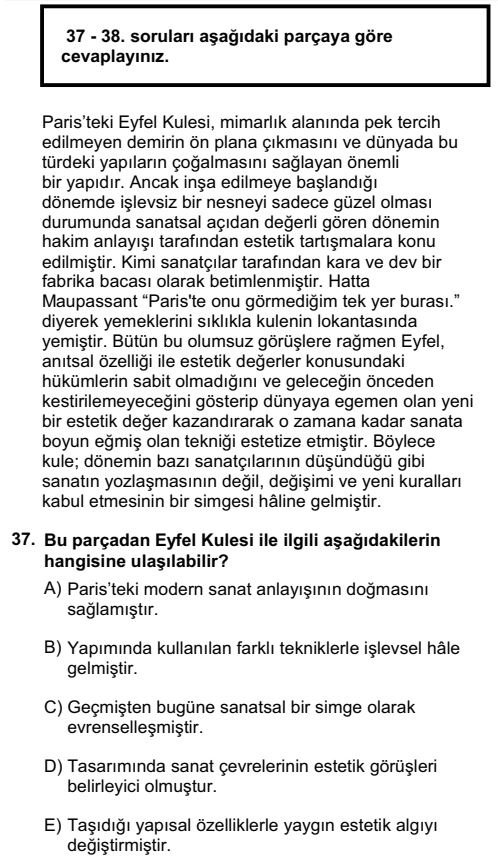 37 - 38. soruları aşağıdaki parçaya göre
cevaplayınız.
Paris’teki Eyfel Kulesi, mimarlık alanında pek tercih
edilmeyen demirin ön plana çıkmasını ve dünyada bu
türdeki yapıların çoğalmasını sağlayan önemli
bir yapıdır. Ancak inşa edilmeye başlandığı
dönemde işlevsiz bir nesneyi sadece güzel olması
durumunda sanatsal açıdan değerli gören dönemin
hakim anlayışı tarafından estetik tartışmalara konu
edilmiştir. Kimi sanatçılar tarafından kara ve dev bir
fabrika bacası olarak betimlenmiştir. Hatta
Maupassant “Paris'te onu görmediğim tek yer burası.”
diyerek yemeklerini sıklıkla kulenin lokantasında
yemiştir. Bütün bu olumsuz görüşlere rağmen Eyfel,
anıtsal özelliği ile estetik değerler konusundaki
hükümlerin sabit olmadığını ve geleceğin önceden
kestirilemeyeceğini gösterip dünyaya egemen olan yeni
bir estetik değer kazandırarak o zamana kadar sanata
boyun eğmiş olan tekniği estetize etmiştir. Böylece
kule; dönemin bazı sanatçılarının düşündüğü gibi
sanatın yozlaşmasının değil, değişimi ve yeni kuralları
kabul etmesinin bir simgesi hâline gelmiştir.
37. Bu parçadan Eyfel Kulesi ile ilgili aşağıdakilerin
hangisine ulaşılabilir?
A) Paris’teki modern sanat anlayışının doğmasını
sağlamıştır.
B) Yapımında kullanılan farklı tekniklerle işlevsel hâle
gelmiştir.
C) Geçmişten bugüne sanatsal bir simge olarak
evrenselleşmiştir.
D) Tasarımında sanat çevrelerinin estetik görüşleri
belirleyici olmuştur.
E) Taşıdığı yapısal özelliklerle yaygın estetik algıyı
değiştirmiştir.